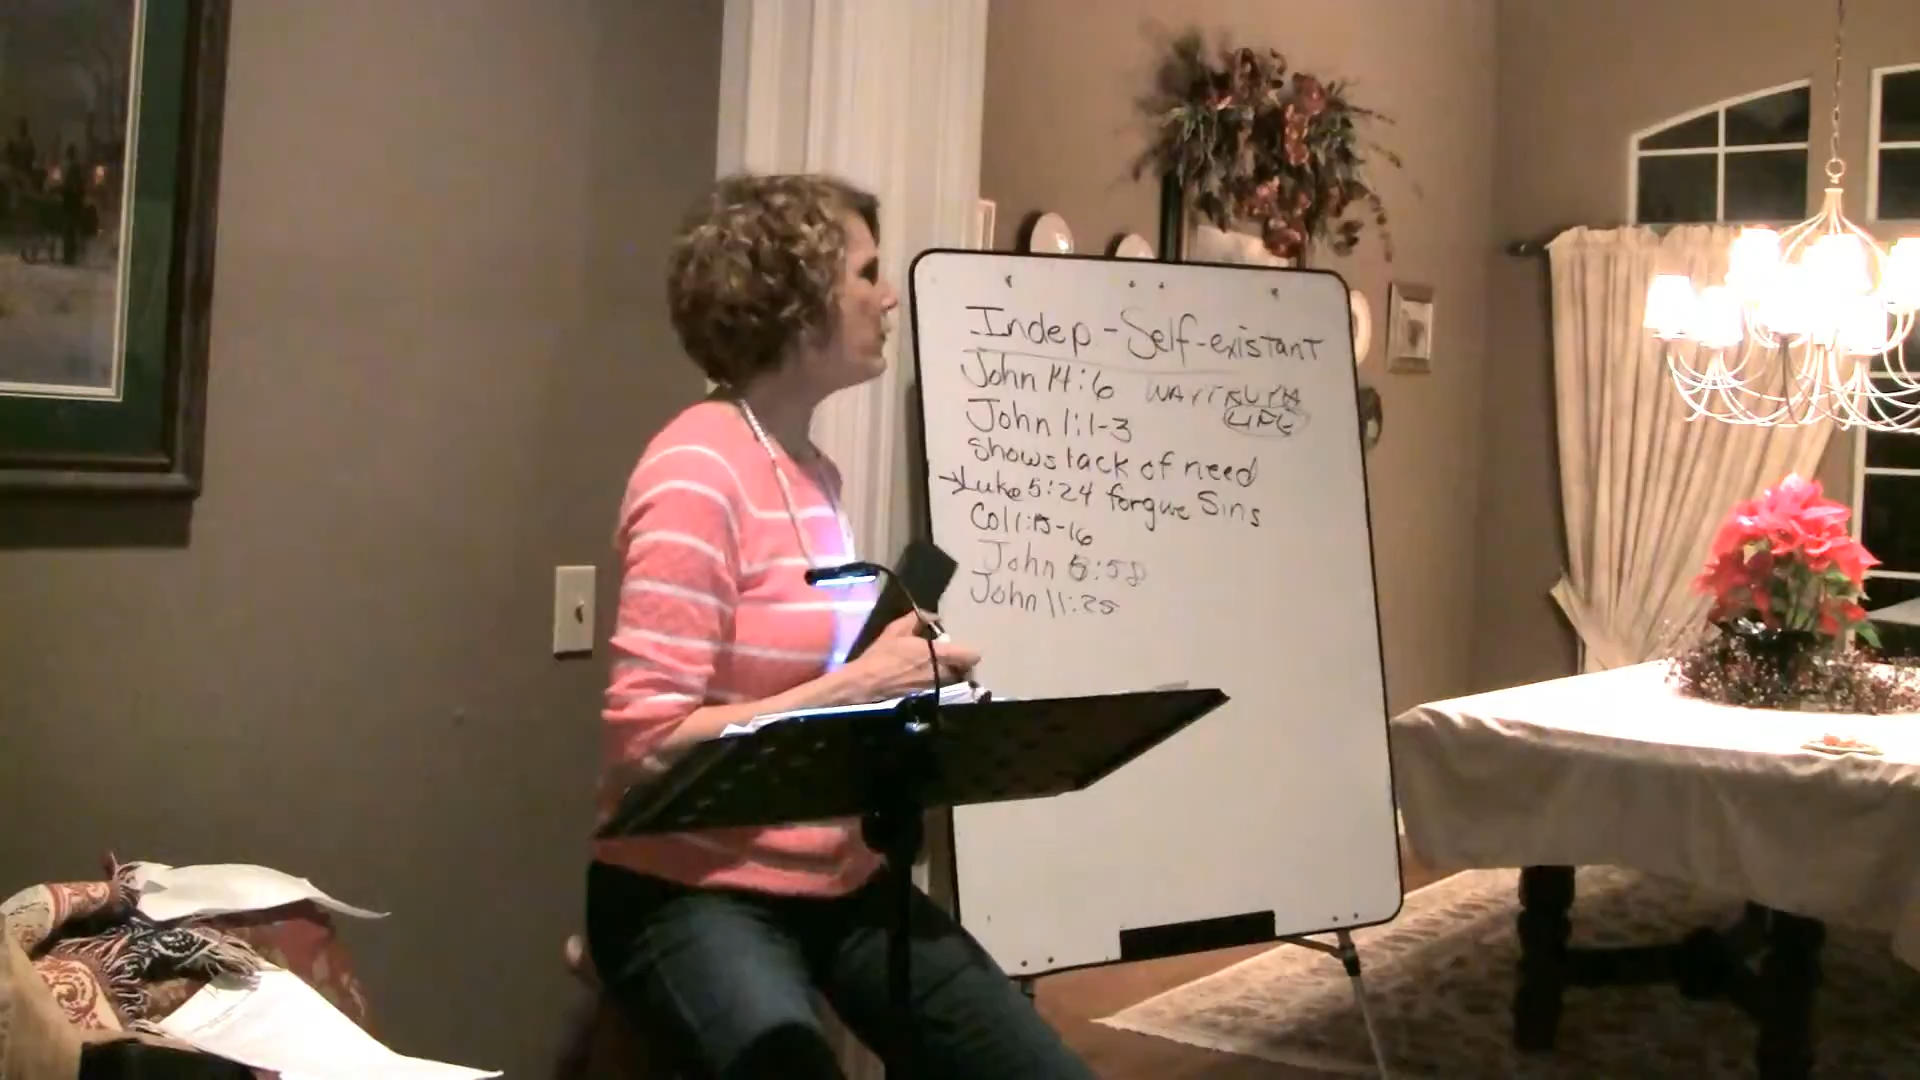 Indep - Self-existant
John 14:6 WAY TRUTH
LIFE
John 1:1-3
Shows lack of need
→Luke 5:24 forgive Sins
Col 1:15-16
John 8:58
John 11:25